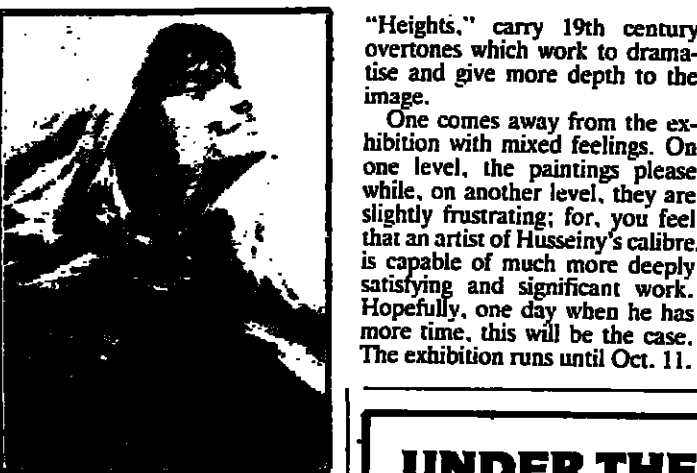 "Heights," carry 19th century
overtones which work to drama-
tise and give more depth to the
image.
One comes away from the ex-
hibition with mixed feelings. On
one level, the paintings please
while, on another level, they are
slightly frustrating; for, you feel
that an artist of Husseiny's calibre,
is capable of much more deeply
satisfying and significant work.
Hopefully, one day when he has
more time, this will be the case.
The exhibition runs until Oct. 11.
UNDER THE